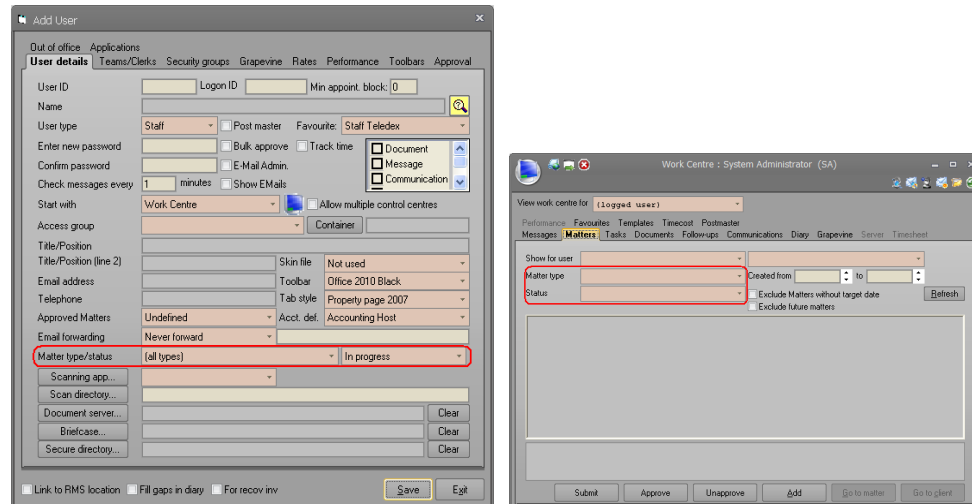 Add User
Out of office Applications
User details Teams/Clerks Security groups Grapevine Rates Performance Toolbars Approval
User ID Logon ID Min appoint. block: 0
Name
User type Staff Post master Favourite: Staff Teledex
Enter new password Bulk approve Track time Document
Confirm password E-Mail Admin. Message
Check messages every 1 minutes Show EMails Communication
Start with Work Centre Allow multiple control centres
Access group Container
Title/Position
Title/Position (line 2) Skin file Not used
Email address Toolbar Office 2010 Black
Telephone Tab style Property page 2007
Approved Matters Undefined Acct. def. Accounting Host
Email forwarding Never forward
Matter type/status (all types) In progress
Scanning app...
Scan directory...
Document server... Clear
Briefcase... Clear
Secure directory... Clear
Link to RMS location Fill gaps in diary For recov inv Save Exit
Work Centre : System Administrator (SA)
View work centre for (logged user)
Performance Favourites Templates Timecost Postmaster
Messages Matters Tasks Documents Follow-ups Communications Diary Grapevine Server Timesheet
Show for user
Matter type Created from to
Status Exclude Matters without target date Refresh
Exclude future matters
Submit Approve Unapprove Add Go to matter Go to client